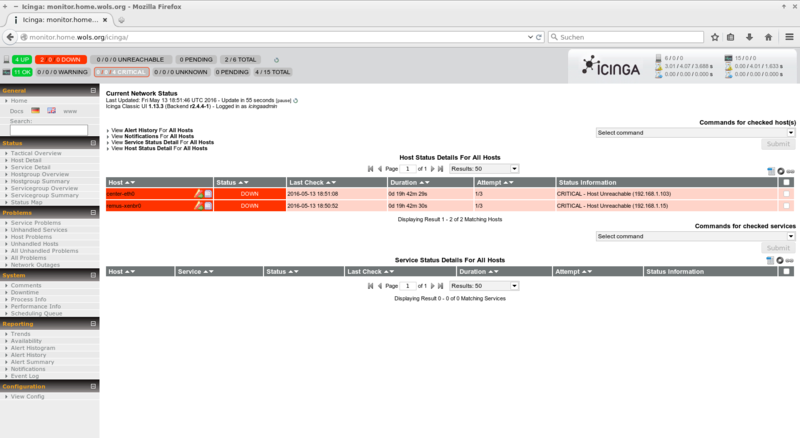 Icinga: monitor.home.wols.org - Mozilla Firefox
Icinga: monitor.home....
monitor.home.wols.org/icinga/
Suchen
4 UP
0/0/0 UNREACHABLE
0 PENDING
2 / 6 TOTAL
11 OK
0/0/0 WARNING
CRITICAL
0/0/0 UNKNOWN
0 PENDING
4 / 15 TOTAL
ICINGA
6 / 0 / 0
3.01 / 4.07 / 3.688 s
0.00 / 0.00 / 0.000 s
15 / 0 / 0
0.00 / 4.01 / 1.633 s
0.00 / 0.00 / 0.000 s
General
Home
Docs
www
Search:
Status
Tactical Overview
Host Detail
Service Detail
Hostgroup Overview
Hostgroup Summary
Servicegroup Overview
Servicegroup Summary
Status Map
Problems
Service Problems
Unhandled Services
Host Problems
Unhandled Hosts
All Unhandled Problems
All Problems
Network Outages
System
Comments
Downtime
Process Info
Performance Info
Scheduling Queue
Reporting
Trends
Availability
Alert Histogram
Alert History
Alert Summary
Notifications
Event Log
Configuration
View Config
Current Network Status
Last Updated: Fri May 13 18:51:46 UTC 2016 - Update in 55 seconds [pause]
Icinga Classic UI 1.13.3 (Backend r2.4.4-1) - Logged in as icingaadmin
View Alert History For All Hosts
View Notifications For All Hosts
View Service Status Detail For All Hosts
View Host Status Detail For All Hosts
Commands for checked host(s)
Select command
Submit
Host Status Details For All Hosts
Page 1 of 1 Results: 50
Host Status Last Check Duration Attempt Status Information
DOWN 2016-05-13 18:51:08 0d 19h 42m 29s 1/3 CRITICAL - Host Unreachable (192.168.1.103)
DOWN 2016-05-13 18:50:52 0d 19h 42m 30s 1/3 CRITICAL - Host Unreachable (192.168.1.15)
Displaying Result 1 - 2 of 2 Matching Hosts
Commands for checked services
Select command
Submit
Service Status Details For All Hosts
Host Service Status Last Check Duration Attempt Status Information
Page 1 of 1 Results: 50
Displaying Result 0 - 0 of 0 Matching Services